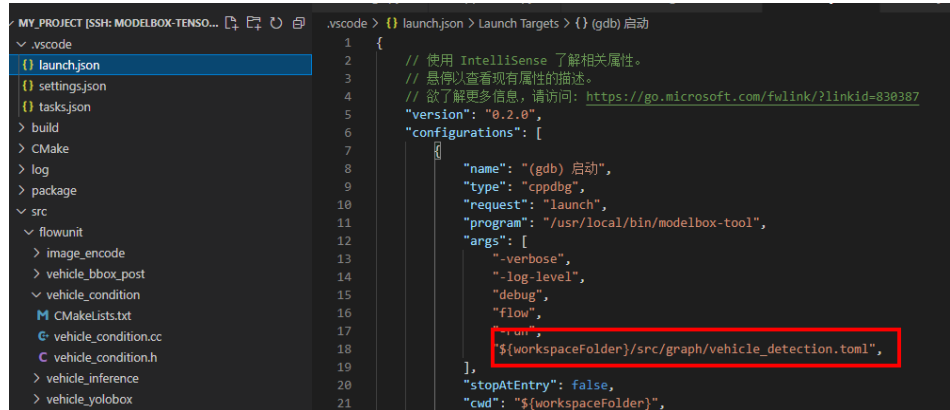 MY_PROJECT [SSH: MODELBOX-TENSO...
.vscode
launch.json
settings.json
tasks.json
build
CMake
log
package
src
flowunit
image_encode
vehicle_bbox_post
vehicle_condition
CMakeLists.txt
vehicle_condition.cc
vehicle_condition.h
vehicle_inference
vehicle_yolobox
.vscode > {} launch.json > Launch Targets > {} (gdb) 启动
1 {
2 // 使用 IntelliSense 了解相关属性。
3 // 悬停以查看现有属性的描述。
4 // 欲了解更多信息，请访问: https://go.microsoft.com/fwlink/?linkid=830387
5 "version": "0.2.0",
6 "configurations": [
7 {
8 "name": "(gdb) 启动",
9 "type": "cppdbg",
10 "request": "launch",
11 "program": "/usr/local/bin/modelbox-tool",
12 "args": [
13 "-verbose",
14 "-log-level",
15 "debug",
16 "flow",
17 "-run",
18 "${workspaceFolder}/src/graph/vehicle_detection.toml",
19 ],
20 "stopAtEntry": false,
21 "cwd": "${workspaceFolder}",